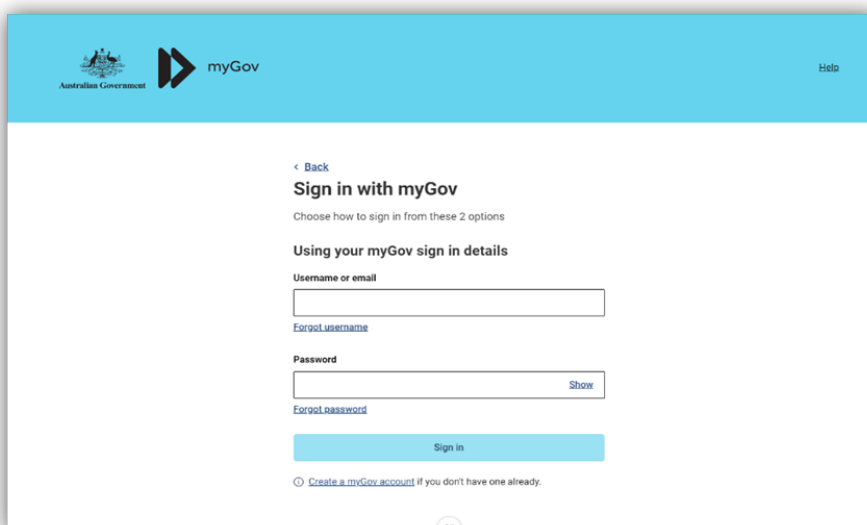 Australian Government
myGov
Help
< Back
Sign in with myGov
Choose how to sign in from these 2 options
Using your myGov sign in details
Username or email
Forgot username
Password
Show
Forgot password
Sign in
Create a myGov account if you don't have one already.